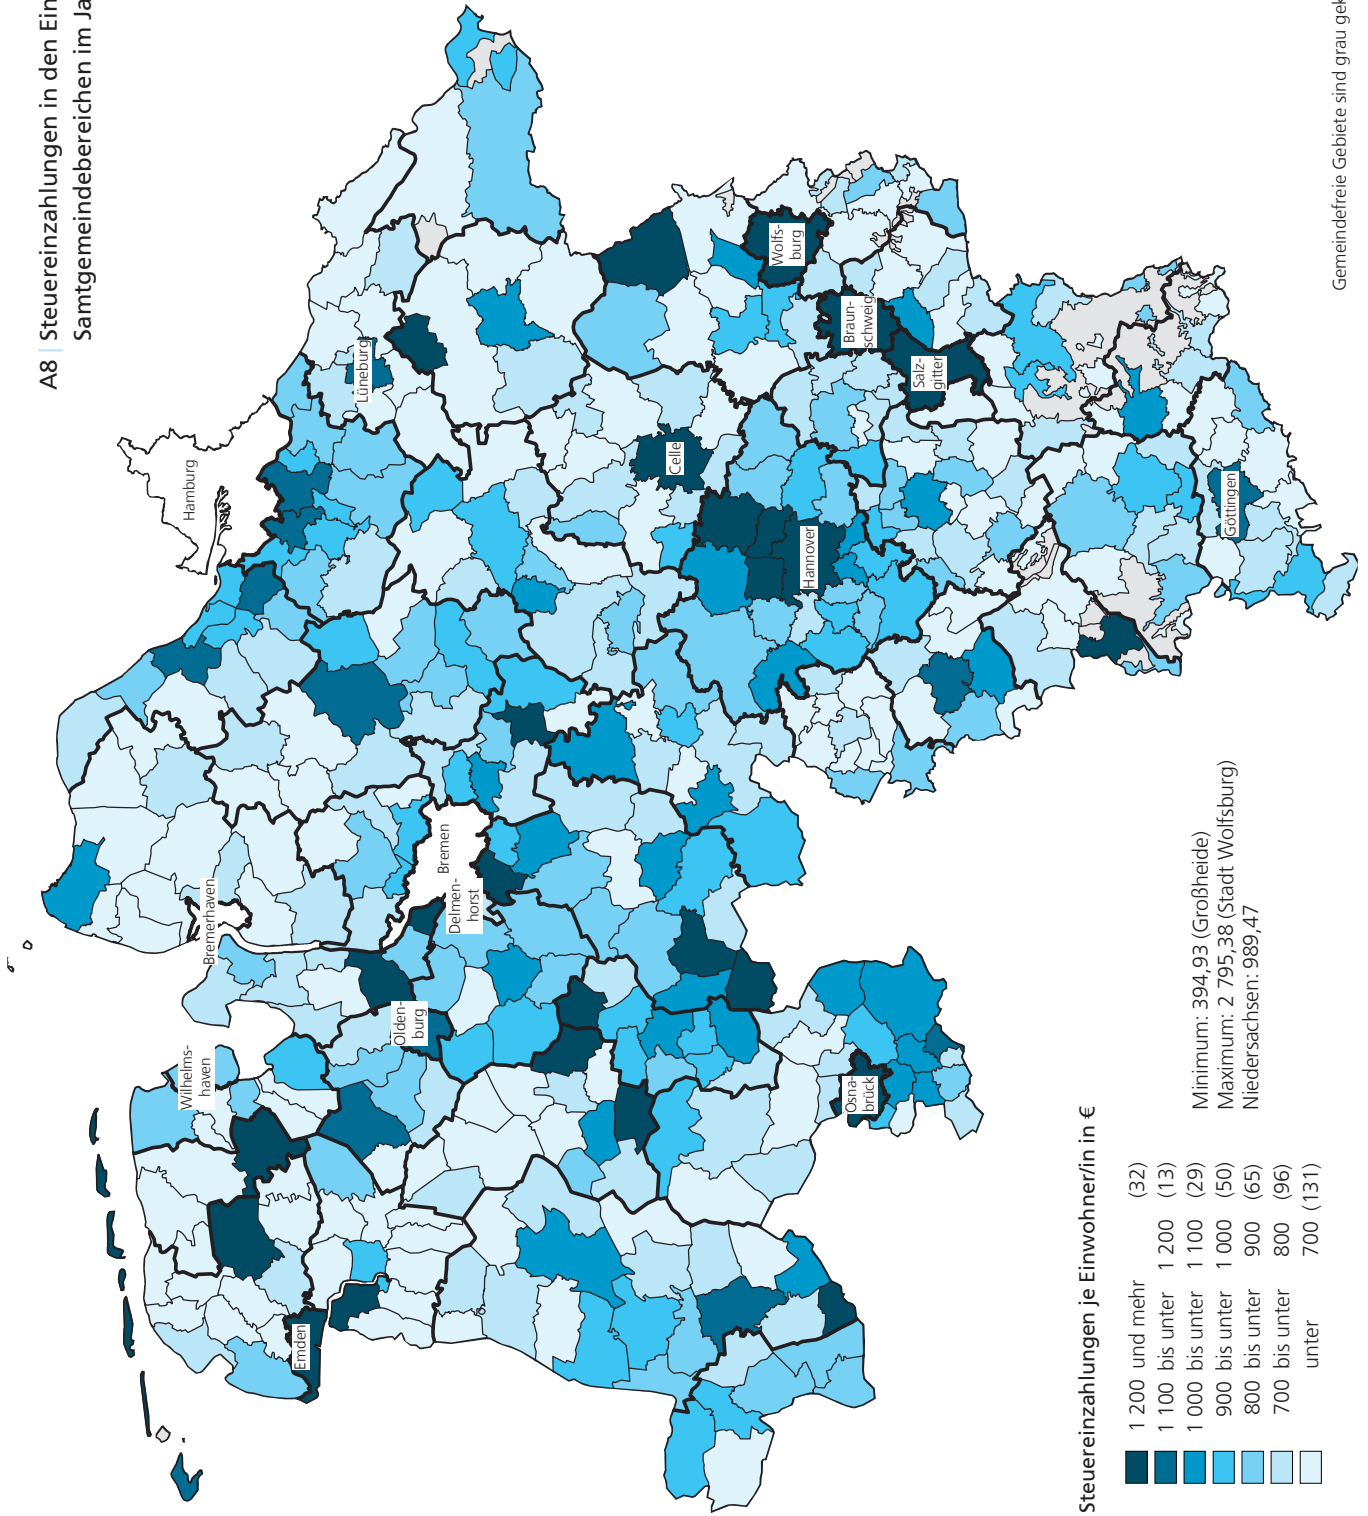 A8 | Steuereinzahlungen in den Ein
Samtgemeindebereichen im Ja
Hamburg
Lüneburg
Bremerhaven
Wilhelms-
haven
Emden
Olden-
burg
Bremen
Delmen-
horst
Celle
Wolfs-
burg
Braun-
schweig
Salz-
gitter
Hannover
Osna-
brück
Göttingen
Steuereinzahlungen je Einwohner/in in €
1 200 und mehr (32)
1 100 bis unter 1 200 (13)
1 000 bis unter 1 100 (29)
900 bis unter 1 000 (50)
800 bis unter 900 (65)
700 bis unter 800 (96)
unter 700 (131)
Minimum: 394,93 (Großheide)
Maximum: 2 795,38 (Stadt Wolfsburg)
Niedersachsen: 989,47
Gemeindefreie Gebiete sind grau gek